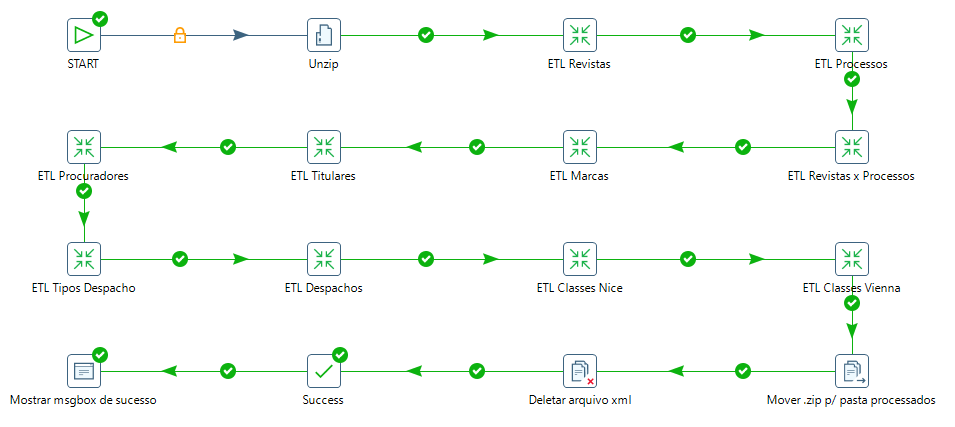 START
Unzip
ETL Revistas
ETL Processos
ETL Procuradores
ETL Titulares
ETL Marcas
ETL Revistas x Processos
ETL Tipos Despacho
ETL Despachos
ETL Classes Nice
ETL Classes Vienna
Mostrar msgbox de sucesso
Success
Deletar arquivo xml
Mover .zip p/ pasta processados